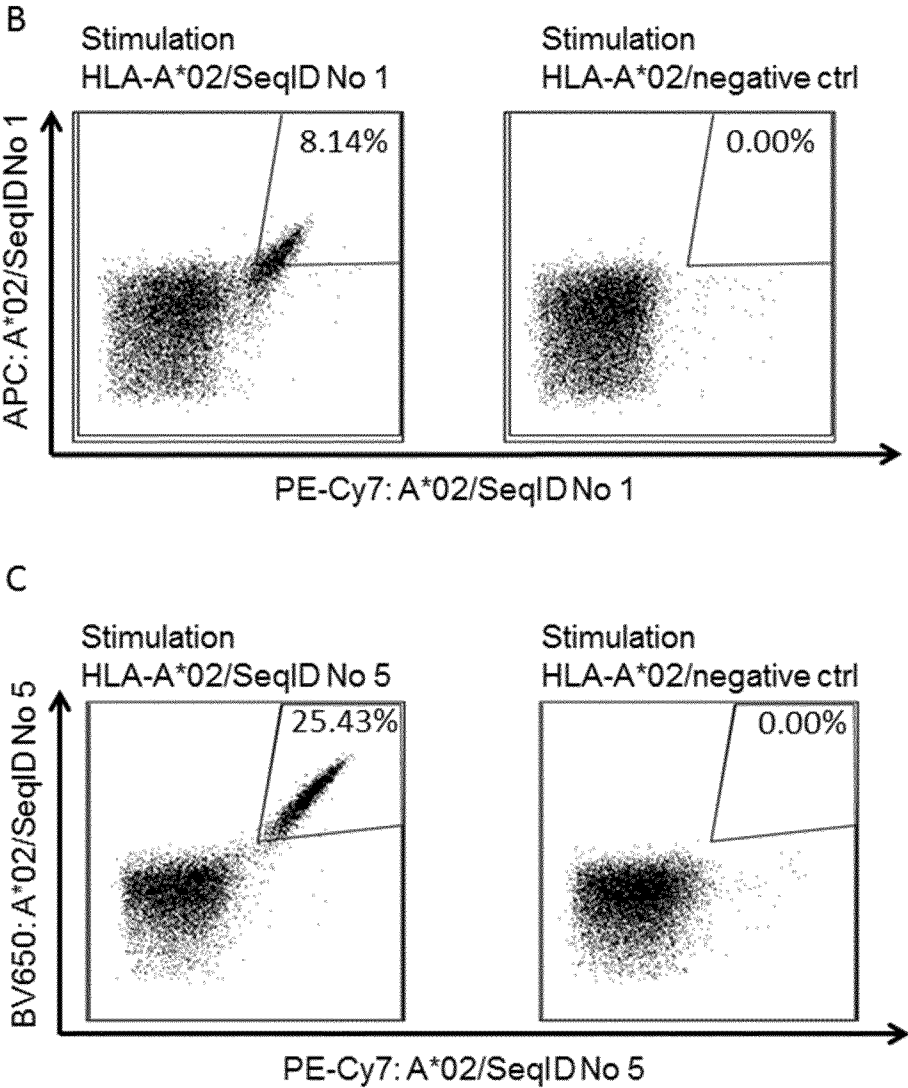 B
Stimulation
HLA-A*02/SeqID No 1
Stimulation
HLA-A*02/negative ctrl
APC: A*02/SeqID No 1
8.14%
0.00%
PE-Cy7: A*02/SeqID No 1
C
Stimulation
HLA-A*02/SeqID No 5
Stimulation
HLA-A*02/negative ctrl
BV650: A*02/SeqID No 5
25.43%
0.00%
PE-Cy7: A*02/SeqID No 5